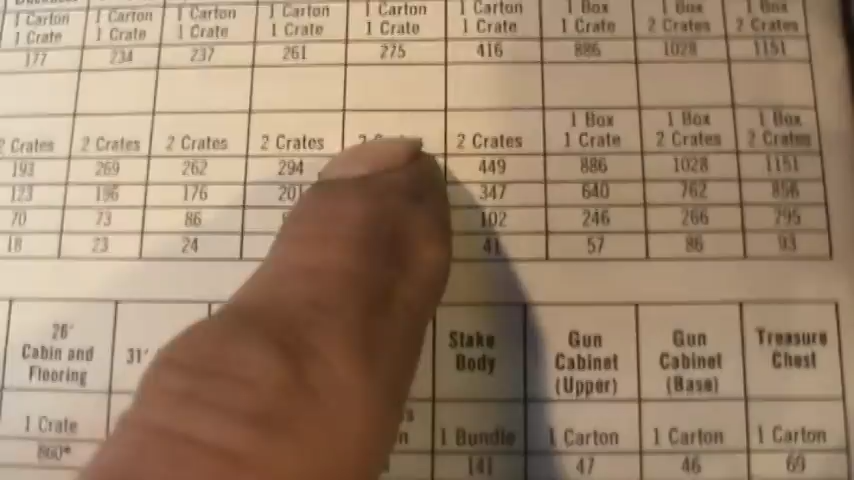 1 Carton 1 Carton 1 Carton 1 Carton 1 Carton 1 Carton 1 Box 1 Box 1 Box
1 Crate 1 Crate 1 Crate 1 Crate 1 Crate 1 Crate 1 Crate 2 Crates 2 Crates
177 234 237 261 275 416 886 1028 1151
1 Box 1 Box 1 Box
2 Crates 2 Crates 2 Crates 2 Crates 2 Crates 1 Crate 2 Crates 2 Crates
193 269 262 294 449 886 1028 1151
123 196 176 201 347 640 762 856
70 73 86 102 246 266 295
18 23 24 41 57 86 93
26'
Cabin and
Flooring
31'
Stake
Body
Gun
Cabinet
(Upper)
Gun
Cabinet
(Base)
Treasure
Chest
1 Crate 1 Bundle 1 Carton 1 Carton 1 Carton
860* 141 47 46 69